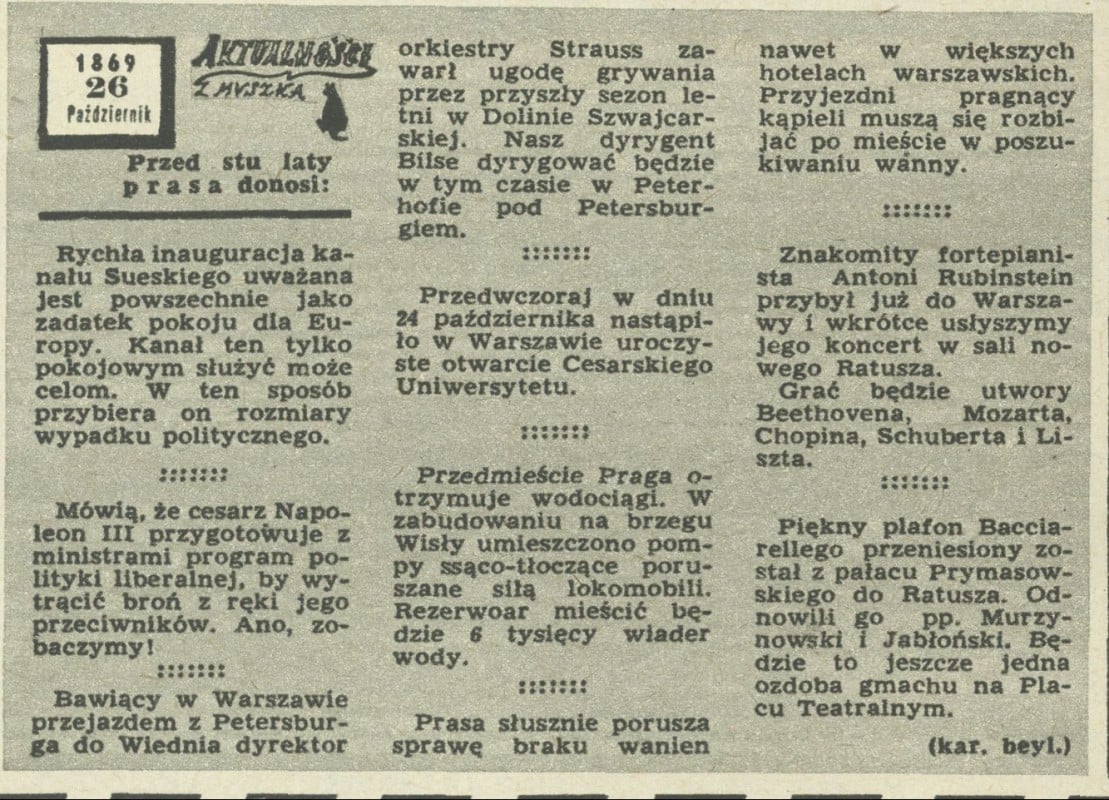 1869
26
Październik
AKTUALNOŚCI
Z MUSZKĄ
Przed stu laty
prasa donosi:
Rychła inauguracja ka-
nału Sueskiego uważana
jest powszechnie jako
zadatek pokoju dla Eu-
ropy. Kanał ten tylko
pokojowym służyć może
celom. W ten sposób
przybiera on rozmiary
wypadku politycznego.
Mówią, że cesarz Napo-
leon III przygotowuje z
ministrami program po-
lityki liberalnej, by wy-
trącić broń z ręki jego
przeciwników. Ano, zo-
baczymy!
Bawiący w Warszawie
przejazdem z Petersbur-
ga do Wiednia dyrektor
orkiestry Strauss za-
warł ugodę grywania
przez przyszły sezon le-
tni w Dolinie Szwajcar-
skiej. Nasz dyrygent
Bilse dyrygować będzie
w tym czasie w Peter-
hofie pod Petersbur-
giem.
Przedwczoraj w dniu
24 października nastąpi-
ło w Warszawie uroczy-
ste otwarcie Cesarskiego
Uniwersytetu.
Przedmieście Praga o-
trzymuje wodociągi. W
zabudowaniu na brzegu
Wisły umieszczono pom-
py ssąco-tłoczące poru-
szane siłą lokomobili.
Rezerwoar mieścić bę-
dzie 6 tysięcy wiader
wody.
Prasa słusznie porusza
sprawę braku wanien
nawet w większych
hotelach warszawskich.
Przyjezdni pragnący
kąpieli muszą się rozbi-
jać po mieście w poszu-
kiwaniu wanny.
Znakomity fortepiani-
sta Antoni Rubinstein
przybył już do Warsza-
wy i wkrótce usłyszymy
jego koncert w sali no-
wego Ratusza.
Grać będzie utwory
Beethovena, Mozarta,
Chopina, Schuberta i Li-
szta.
Piękny plafon Baccia-
rellego przeniesiony zo-
stał z pałacu Prymasow-
skiego do Ratusza. Od-
nowili go pp. Murzy-
nowski i Jabłoński. Bę-
dzie to jeszcze jedna
ozdoba gmachu na Pla-
cu Teatralnym.
(kar. beyl.)